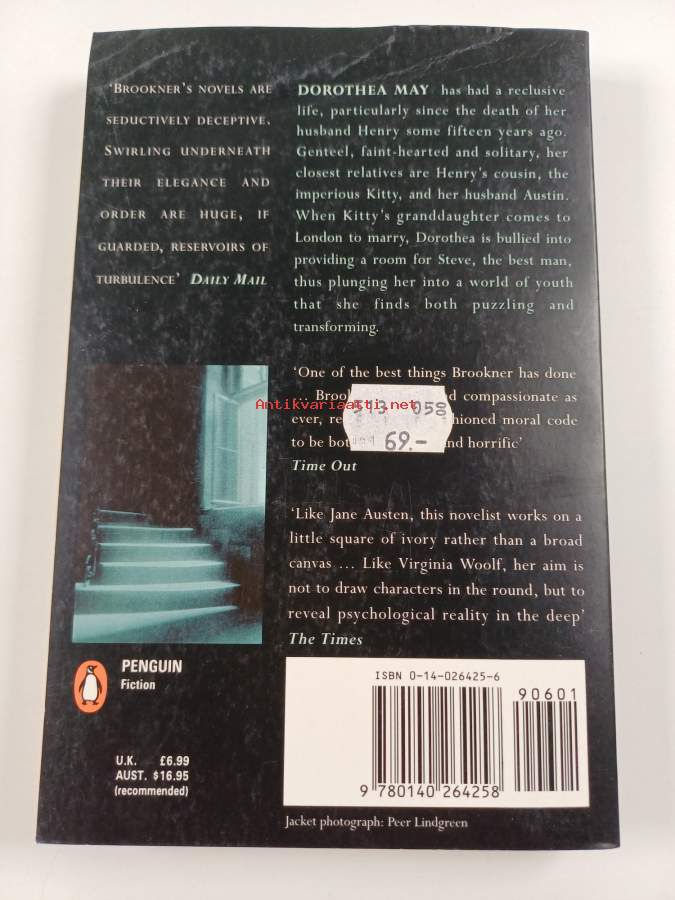 'BROOKNER'S NOVELS ARE
SEDUCTIVELY DECEPTIVE.
SWIRLING UNDERNEATH
THEIR ELEGANCE AND
ORDER ARE HUGE, IF
GUARDED, RESERVOIRS OF
TURBULENCE' DAILY MAIL
DOROTHEA MAY has had a reclusive
life, particularly since the death of her
husband Henry some fifteen years ago.
Genteel, faint-hearted and solitary, her
closest relatives are Henry's cousin, the
imperious Kitty, and her husband Austin.
When Kitty's granddaughter comes to
London to marry, Dorothea is bullied into
providing a room for Steve, the best man,
thus plunging her into a world of youth
that she finds both puzzling and
transforming.
'One of the best things Brookner has done
... compassionate as
ever, moral code
to be horrific'
Time Out
Antikvariaatti.net
513 058
69.-
'Like Jane Austen, this novelist works on a
little square of ivory rather than a broad
canvas ... Like Virginia Woolf, her aim is
not to draw characters in the round, but to
reveal psychological reality in the deep'
The Times
PENGUIN
Fiction
U.K. £6.99
AUST. $16.95
(recommended)
ISBN 0-14-026425-6
90601
9 780140 264258
Jacket photograph: Peer Lindgreen